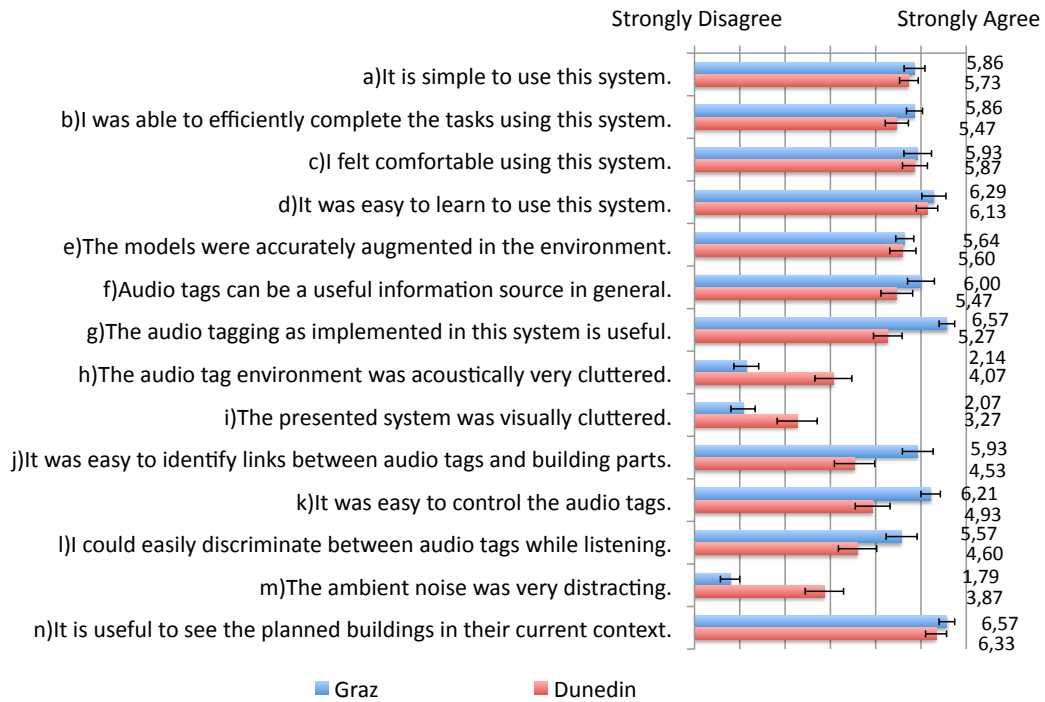 Strongly Disagree Strongly Agree
a)It is simple to use this system. 5,86
5,73
b)I was able to efficiently complete the tasks using this system. 5,86
5,47
c)I felt comfortable using this system. 5,93
5,87
d)It was easy to learn to use this system. 6,29
6,13
e)The models were accurately augmented in the environment. 5,64
5,60
f)Audio tags can be a useful information source in general. 6,00
5,47
g)The audio tagging as implemented in this system is useful. 6,57
5,27
h)The audio tag environment was acoustically very cluttered. 2,14
4,07
i)The presented system was visually cluttered. 2,07
3,27
j)It was easy to identify links between audio tags and building parts. 5,93
4,53
k)It was easy to control the audio tags. 6,21
4,93
l)I could easily discriminate between audio tags while listening. 5,57
4,60
m)The ambient noise was very distracting. 1,79
3,87
n)It is useful to see the planned buildings in their current context. 6,57
6,33
Graz Dunedin